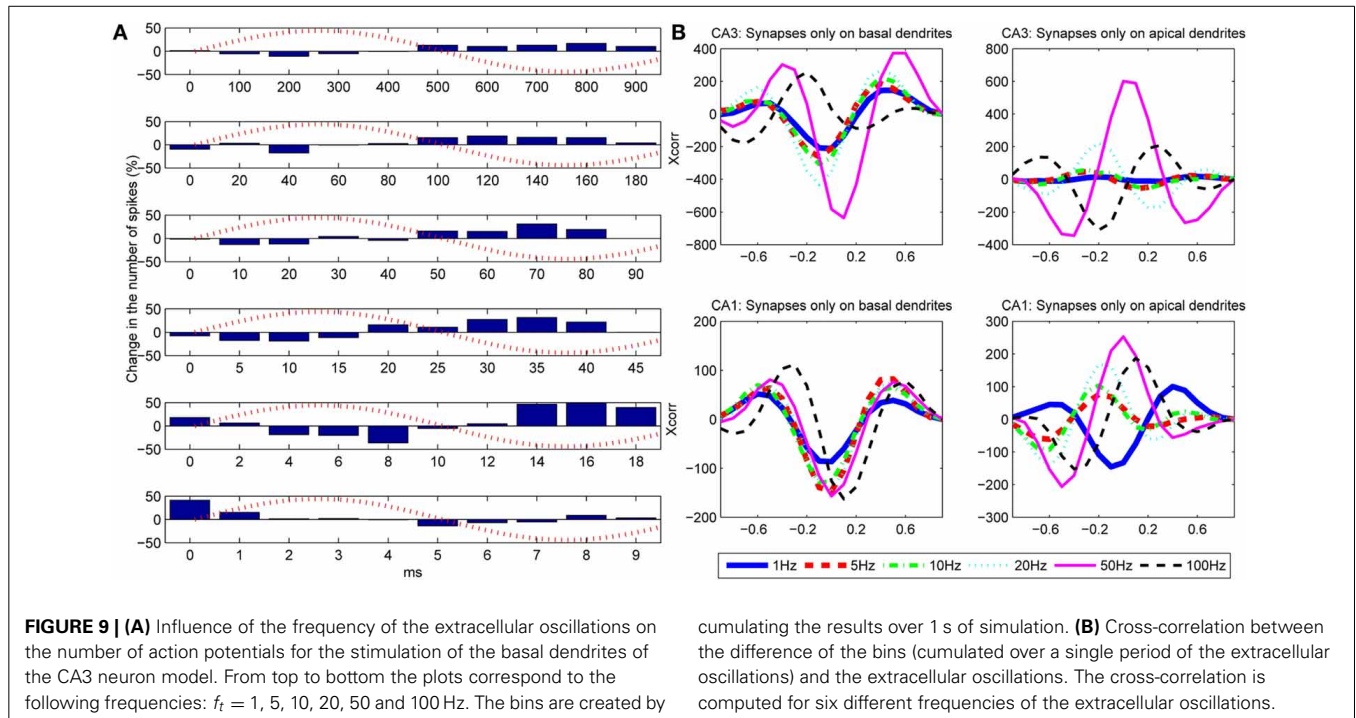 A
50
0
−50
0 100 200 300 400 500 600 700 800 900
50
0
−50
0 20 40 60 80 100 120 140 160 180
50
0
−50
0 10 20 30 40 50 60 70 80 90
50
0
−50
0 5 10 15 20 25 30 35 40 45
50
0
−50
0 2 4 6 8 10 12 14 16 18
50
0
−50
0 1 2 3 4 5 6 7 8 9
ms
Change in the number of spikes (%)
B
CA3: Synapses only on basal dendrites
400
200
0
−200
−400
−600
−800
−0.6 −0.2 0.2 0.6
Xcorr
CA3: Synapses only on apical dendrites
800
600
400
200
0
−200
−400
−0.6 −0.2 0.2 0.6
CA1: Synapses only on basal dendrites
200
100
0
−100
−200
−0.6 −0.2 0.2 0.6
Xcorr
CA1: Synapses only on apical dendrites
300
200
100
0
−100
−200
−300
−0.6 −0.2 0.2 0.6
1Hz 5Hz 10Hz 20Hz 50Hz 100Hz
FIGURE 9 | (A) Influence of the frequency of the extracellular oscillations on
the number of action potentials for the stimulation of the basal dendrites of
the CA3 neuron model. From top to bottom the plots correspond to the
following frequencies: ft = 1, 5, 10, 20, 50 and 100 Hz. The bins are created by
cumulating the results over 1 s of simulation. (B) Cross-correlation between
the difference of the bins (cumulated over a single period of the extracellular
oscillations) and the extracellular oscillations. The cross-correlation is
computed for six different frequencies of the extracellular oscillations.